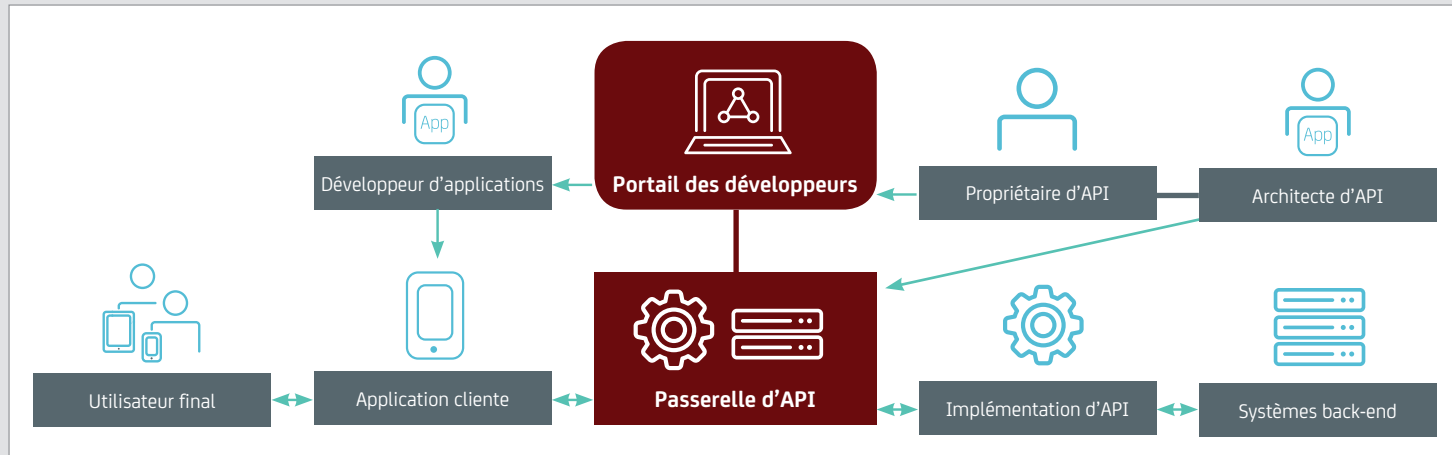 App
App
Développeur d’applications
Portail des développeurs
Propriétaire d’API
Architecte d’API
Utilisateur final
Application cliente
Passerelle d’API
Implémentation d’API
Systèmes back-end